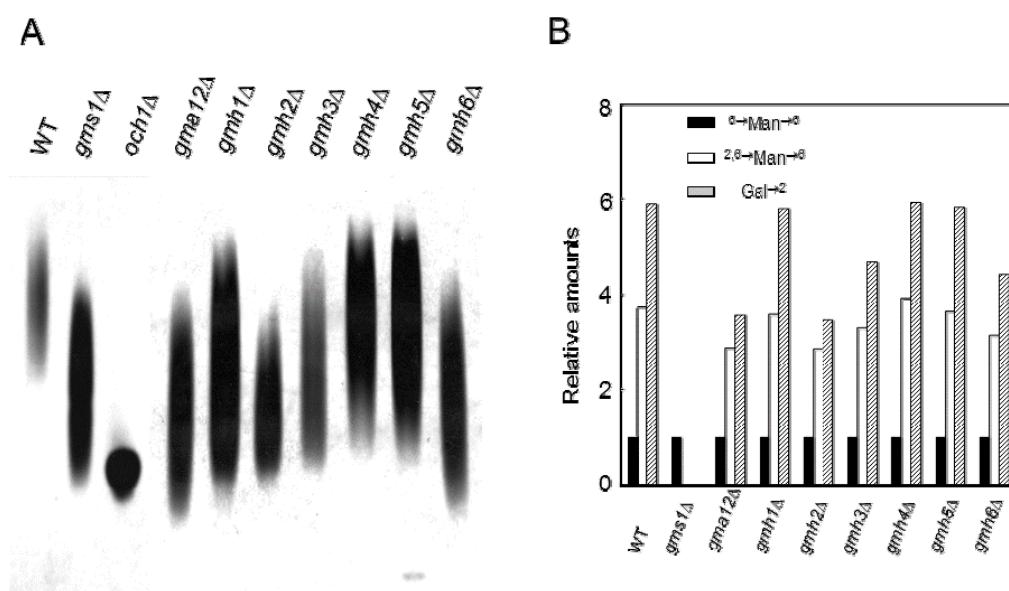 A
WT
gms1Δ
och1Δ
gma12Δ
gmh1Δ
gmh2Δ
gmh3Δ
gmh4Δ
gmh5Δ
gmh6Δ
B
Relative amounts
8
6
4
2
0
6→Man→6
2,6→Man→6
Gal→2
WT
gms1Δ
gma12Δ
gmh1Δ
gmh2Δ
gmh3Δ
gmh4Δ
gmh5Δ
gmh6Δ